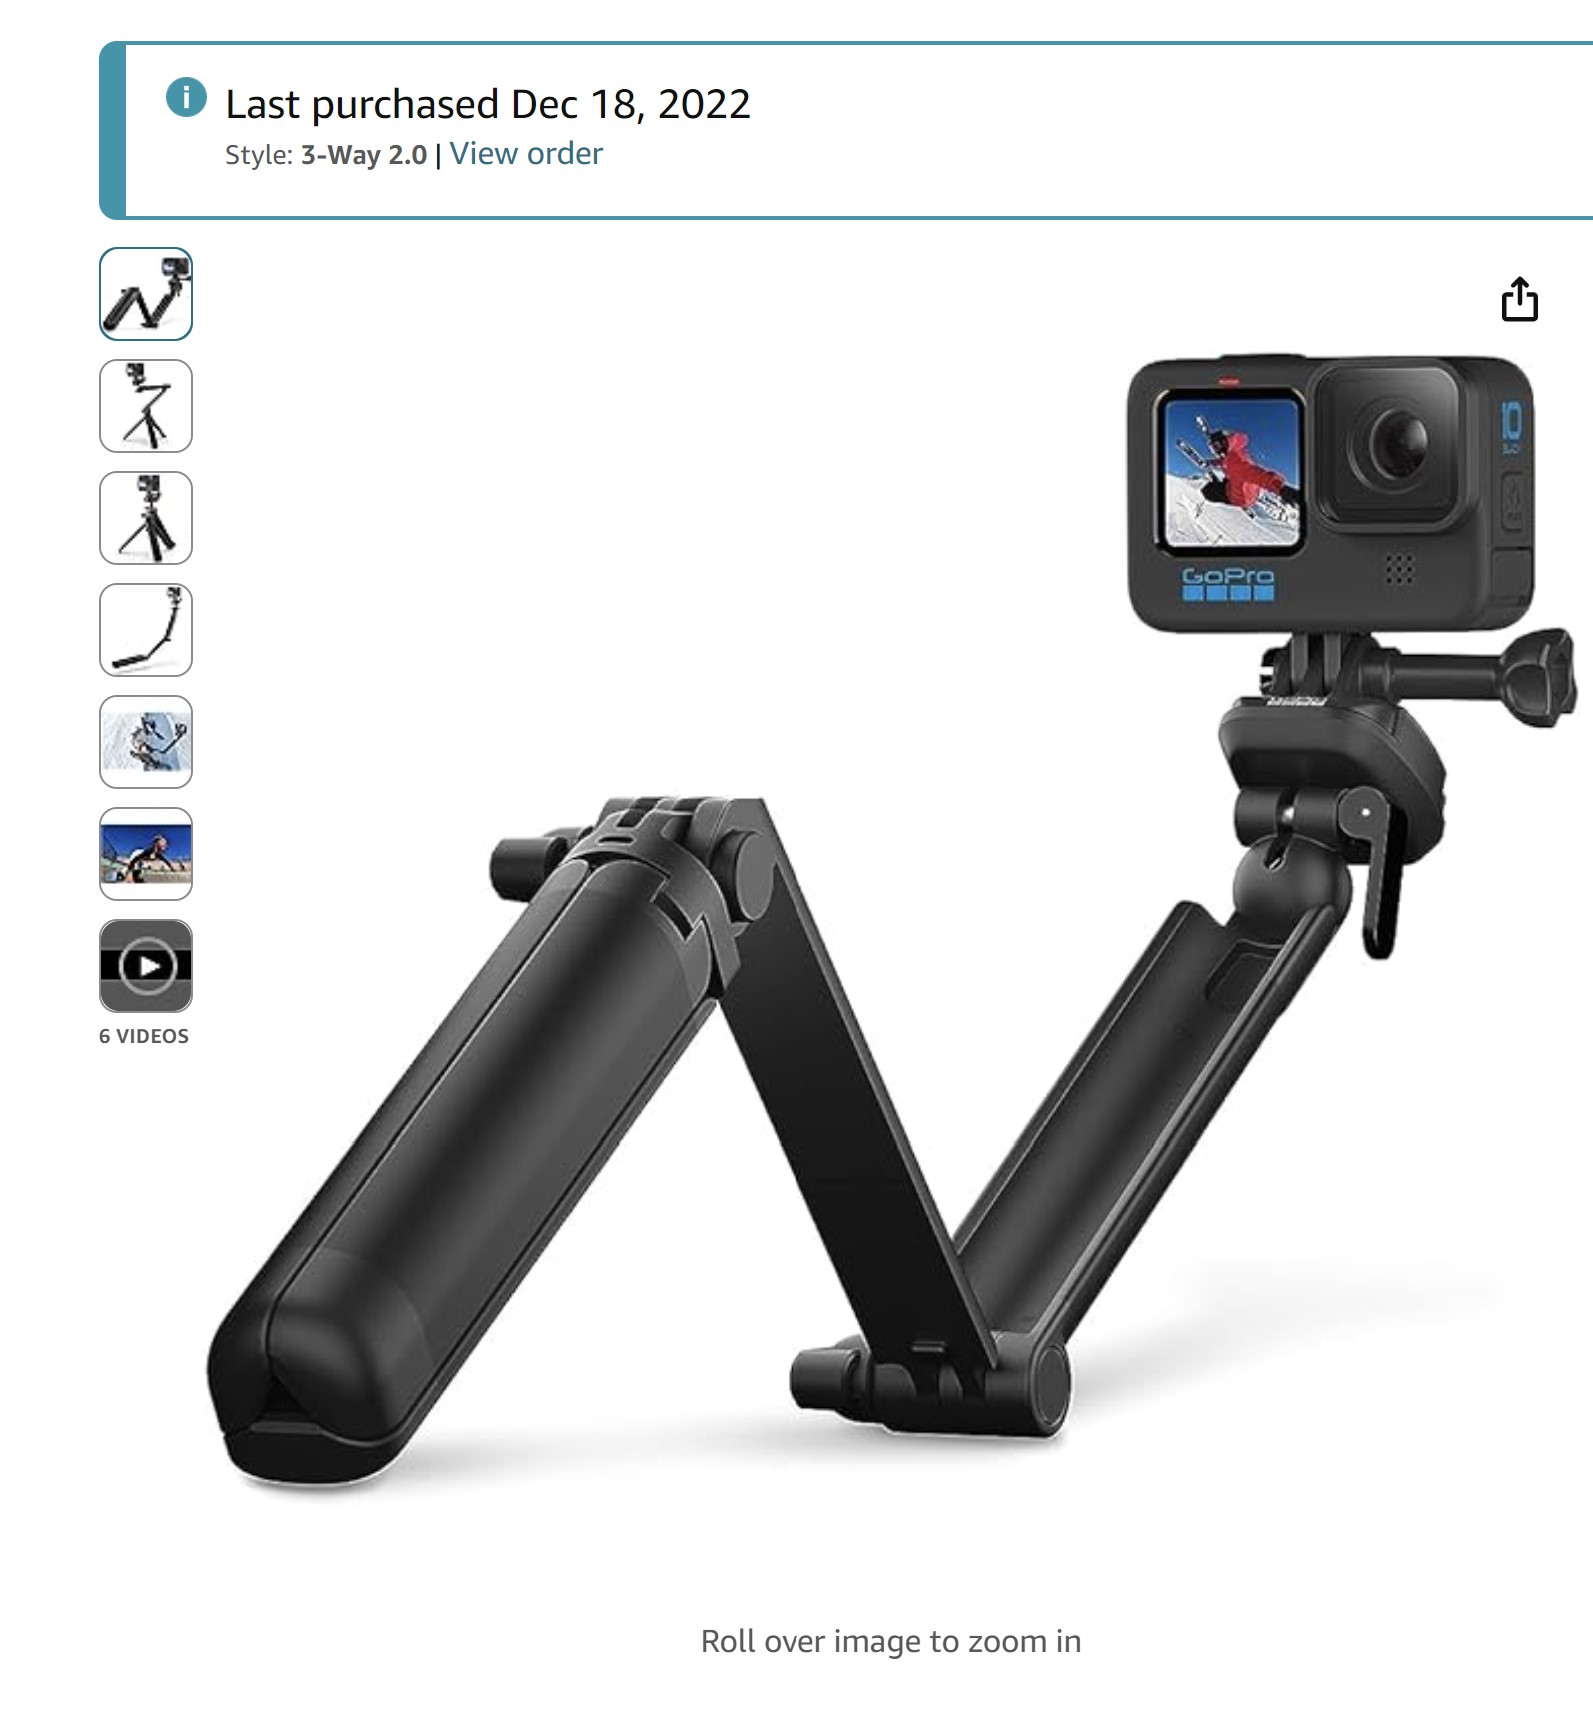 Last purchased Dec 18, 2022
Style: 3-Way 2.0 | View order
10
GoPro
6 VIDEOS
Roll over image to zoom in